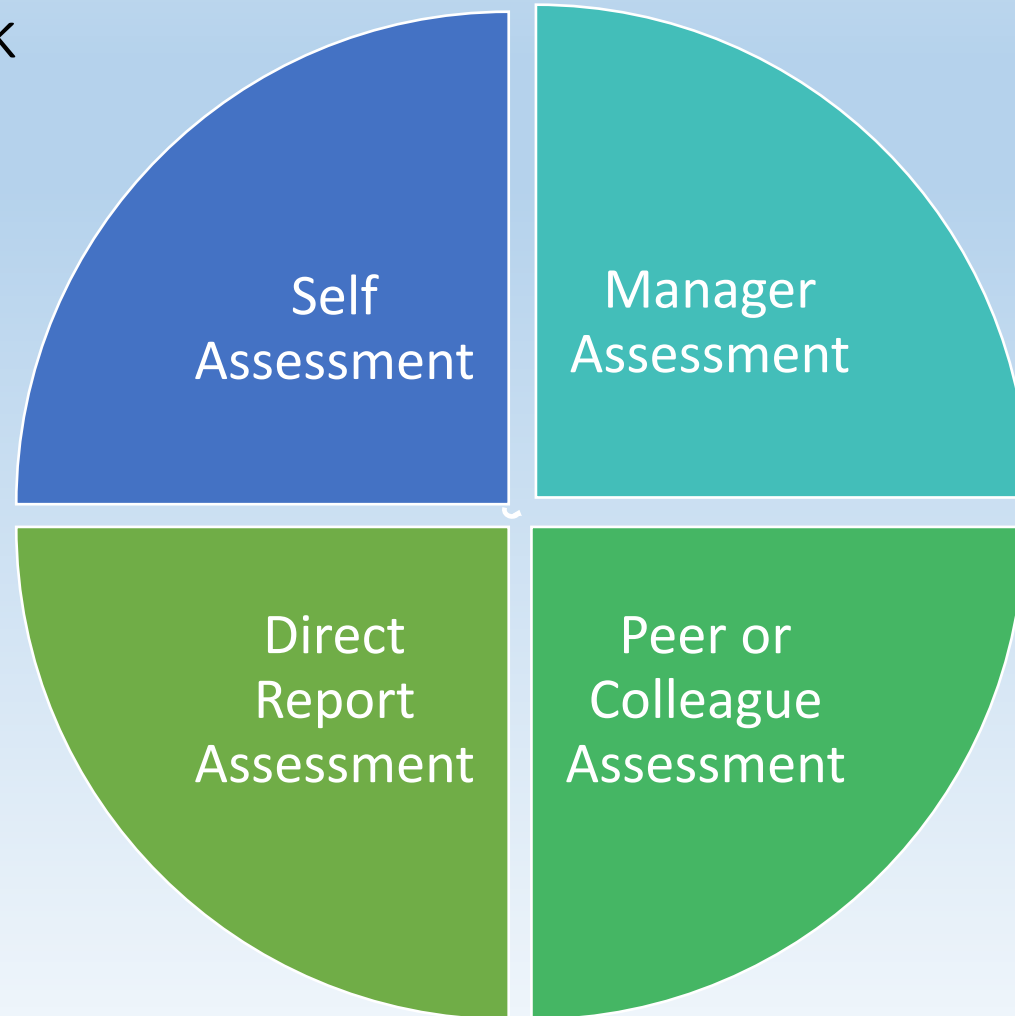 Self
Assessment
Manager
Assessment
Direct
Report
Assessment
Peer or
Colleague
Assessment